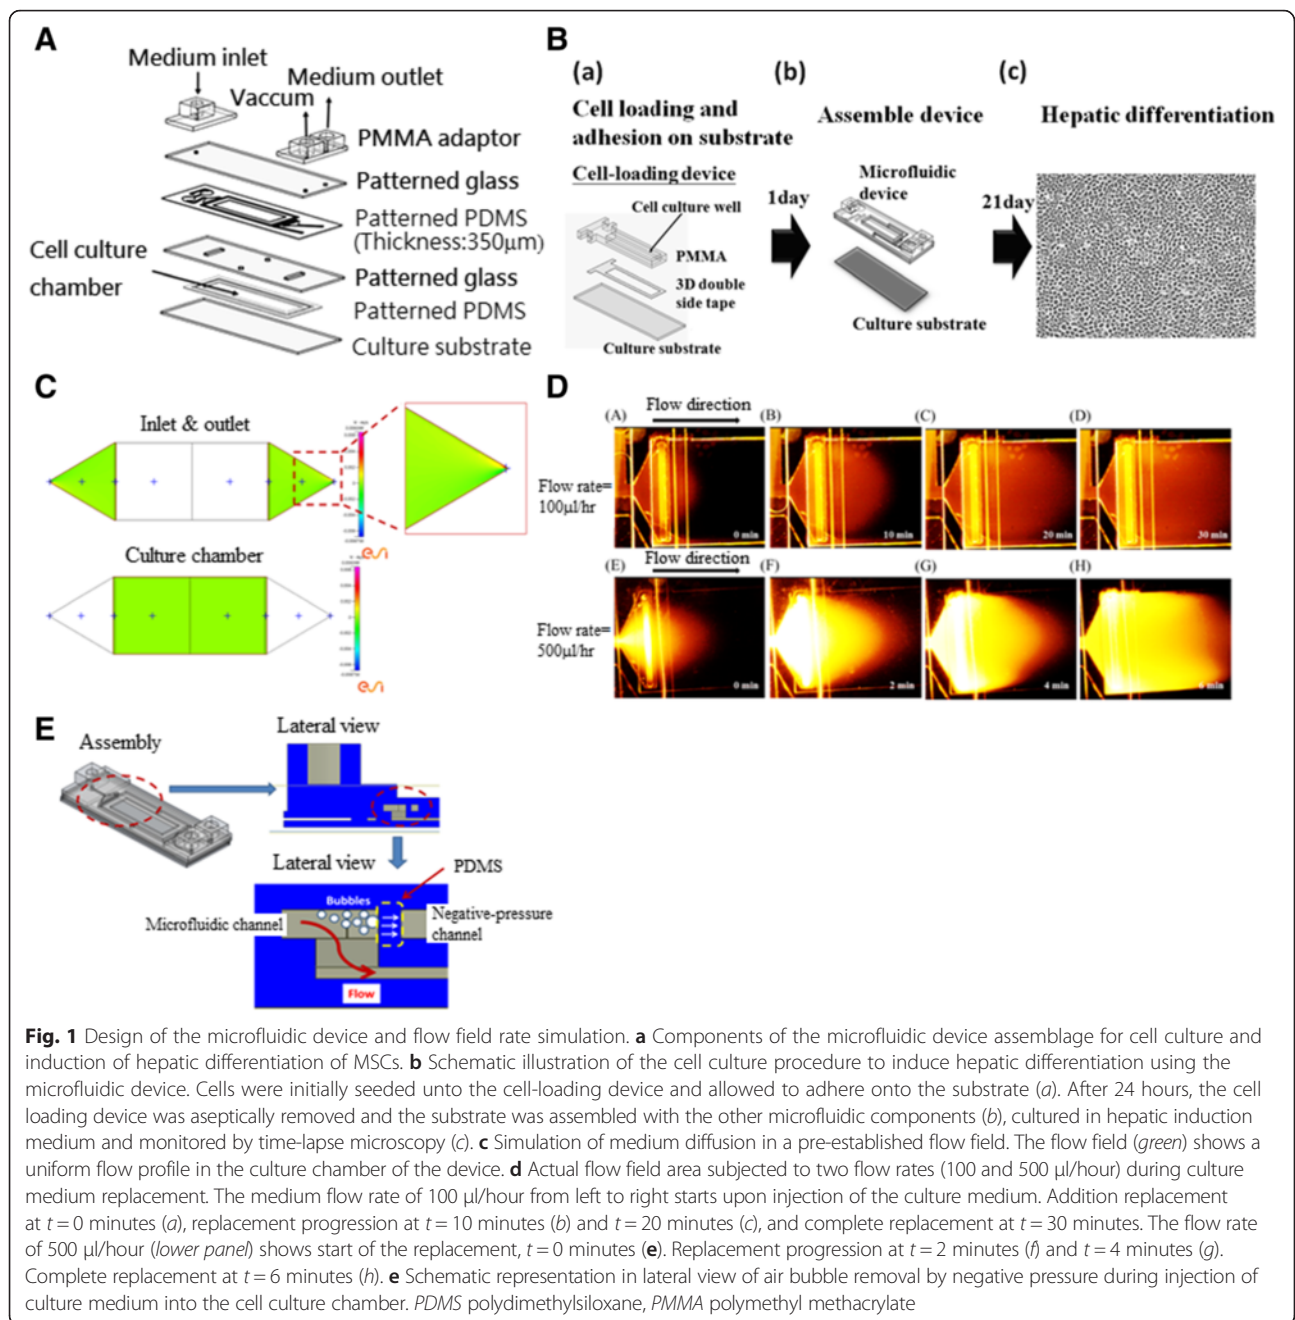 A
Medium inlet
Medium outlet
Vaccum
PMMA adaptor
Patterned glass
Patterned PDMS
(Thickness:350μm)
Cell culture
chamber
Patterned glass
Patterned PDMS
Culture substrate
B
(a)
Cell loading and
adhesion on substrate
Cell-loading device
Cell culture well
PMMA
3D double
side tape
Culture substrate
1day
(b)
Assemble device
Microfluidic
device
Culture substrate
21day
(c)
Hepatic differentiation
C
Inlet & outlet
esi
Culture chamber
esi
D
Flow direction
(A)
(B)
(C)
(D)
Flow rate=
100μl/hr
0 min
10 min
20 min
30 min
Flow direction
(E)
(F)
(G)
(H)
Flow rate=
500μl/hr
0 min
2 min
4 min
6 min
E
Assembly
Lateral view
Lateral view
PDMS
Bubbles
Microfluidic channel
Negative-pressure
channel
Flow
Fig. 1 Design of the microfluidic device and flow field rate simulation. a Components of the microfluidic device assemblage for cell culture and
induction of hepatic differentiation of MSCs. b Schematic illustration of the cell culture procedure to induce hepatic differentiation using the
microfluidic device. Cells were initially seeded unto the cell-loading device and allowed to adhere onto the substrate (a). After 24 hours, the cell
loading device was aseptically removed and the substrate was assembled with the other microfluidic components (b), cultured in hepatic induction
medium and monitored by time-lapse microscopy (c). c Simulation of medium diffusion in a pre-established flow field. The flow field (green) shows a
uniform flow profile in the culture chamber of the device. d Actual flow field area subjected to two flow rates (100 and 500 μl/hour) during culture
medium replacement. The medium flow rate of 100 μl/hour from left to right starts upon injection of the culture medium. Addition replacement
at t = 0 minutes (a), replacement progression at t = 10 minutes (b) and t = 20 minutes (c), and complete replacement at t = 30 minutes. The flow rate
of 500 μl/hour (lower panel) shows start of the replacement, t = 0 minutes (e). Replacement progression at t = 2 minutes (f) and t = 4 minutes (g).
Complete replacement at t = 6 minutes (h). e Schematic representation in lateral view of air bubble removal by negative pressure during injection of
culture medium into the cell culture chamber. PDMS polydimethylsiloxane, PMMA polymethyl methacrylate